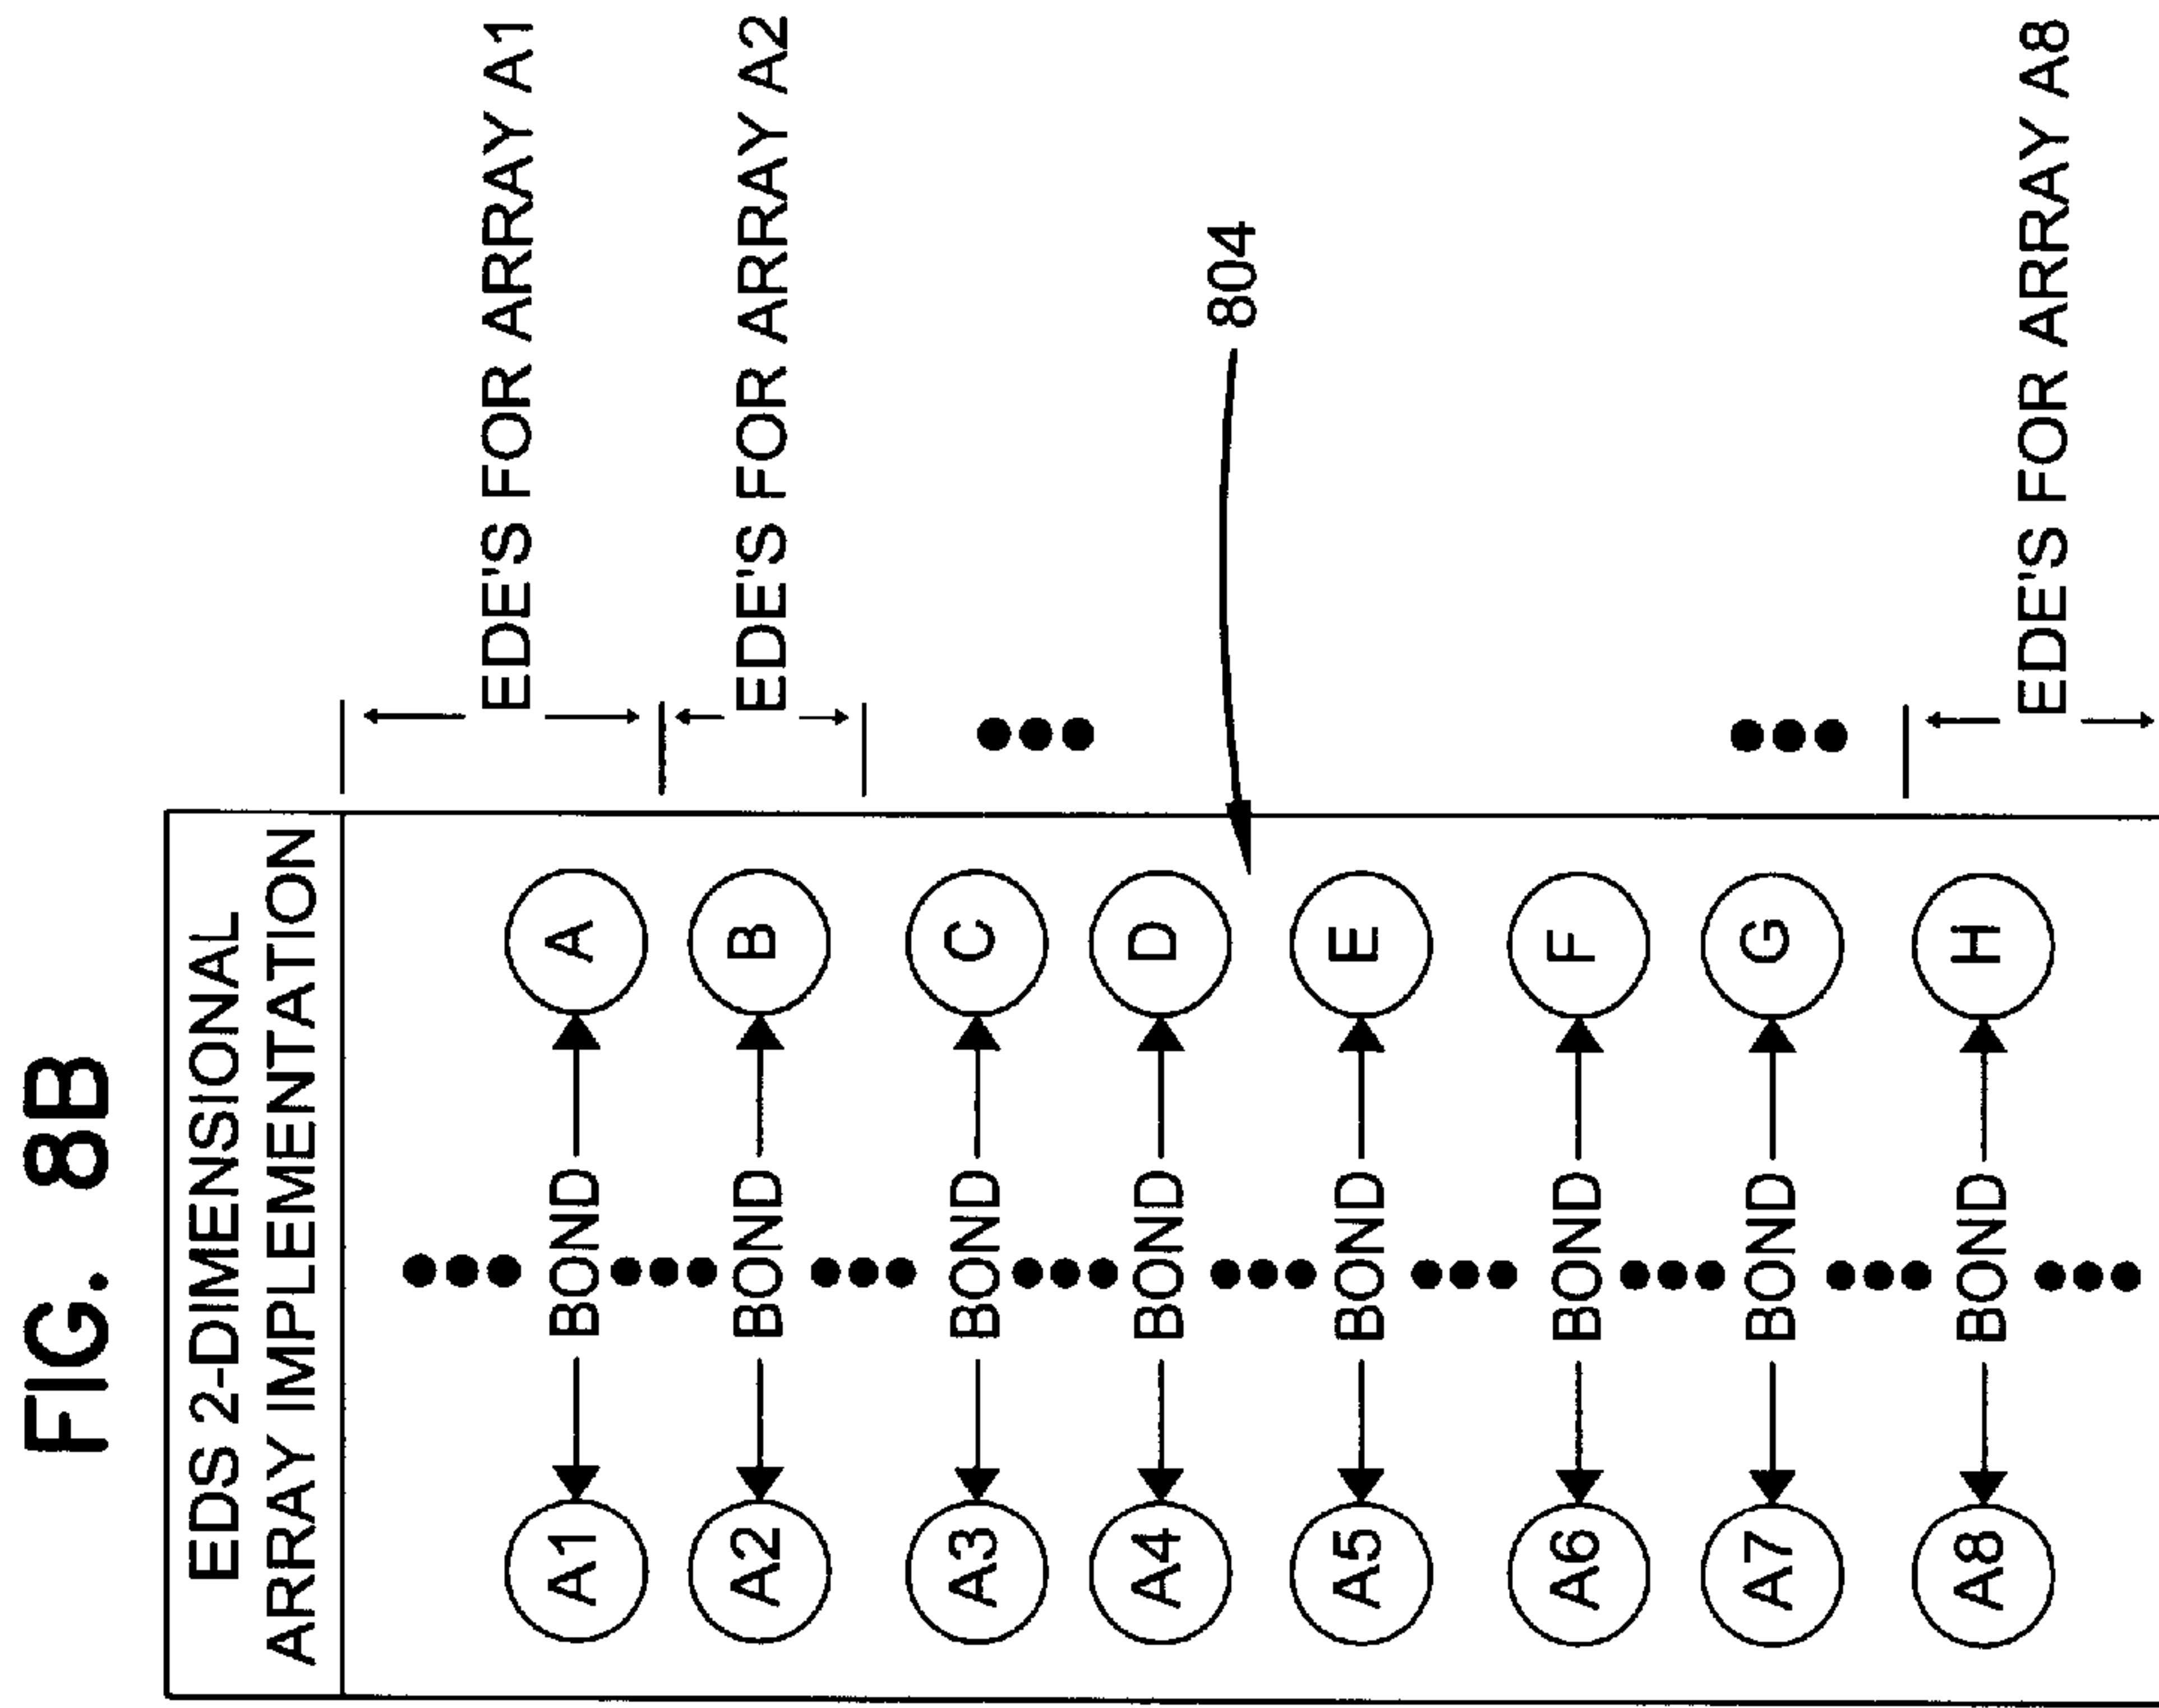 FIG. 8B
EDS 2-DIMENSIONAL
ARRAY IMPLEMENTATION
A1 BOND A
EDE'S FOR ARRAY A1
A2 BOND B
EDE'S FOR ARRAY A2
A3 BOND C
A4 BOND D
804
A5 BOND E
A6 BOND F
A7 BOND G
A8 BOND H
EDE'S FOR ARRAY A8